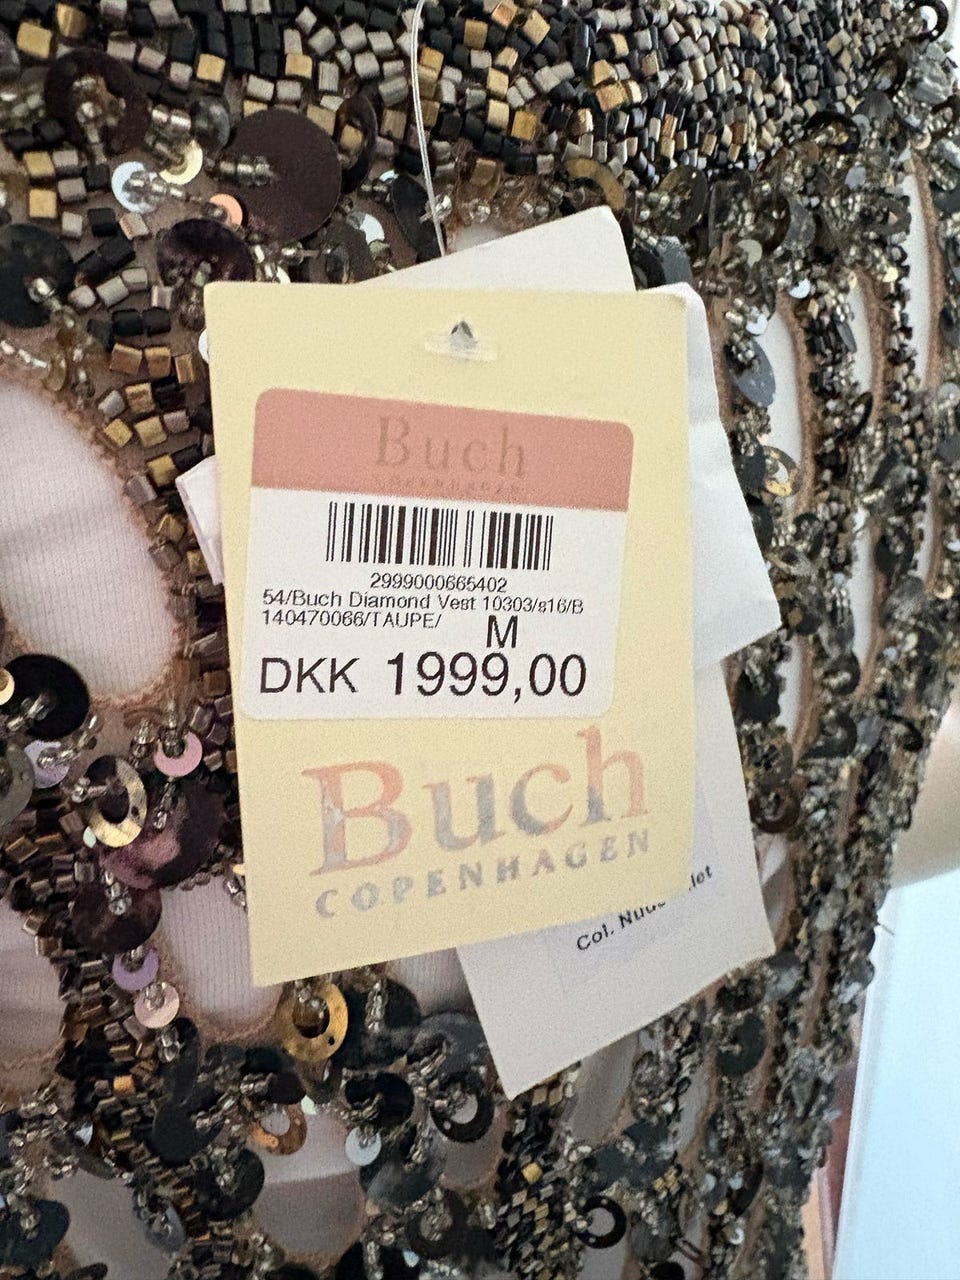 Buch
COPENHAGEN
2999000665402
54/Buch Diamond Vest 10303/s16/B
140470066/TAUPE/
M
DKK 1999,00
Buch
COPENHAGEN
Col.